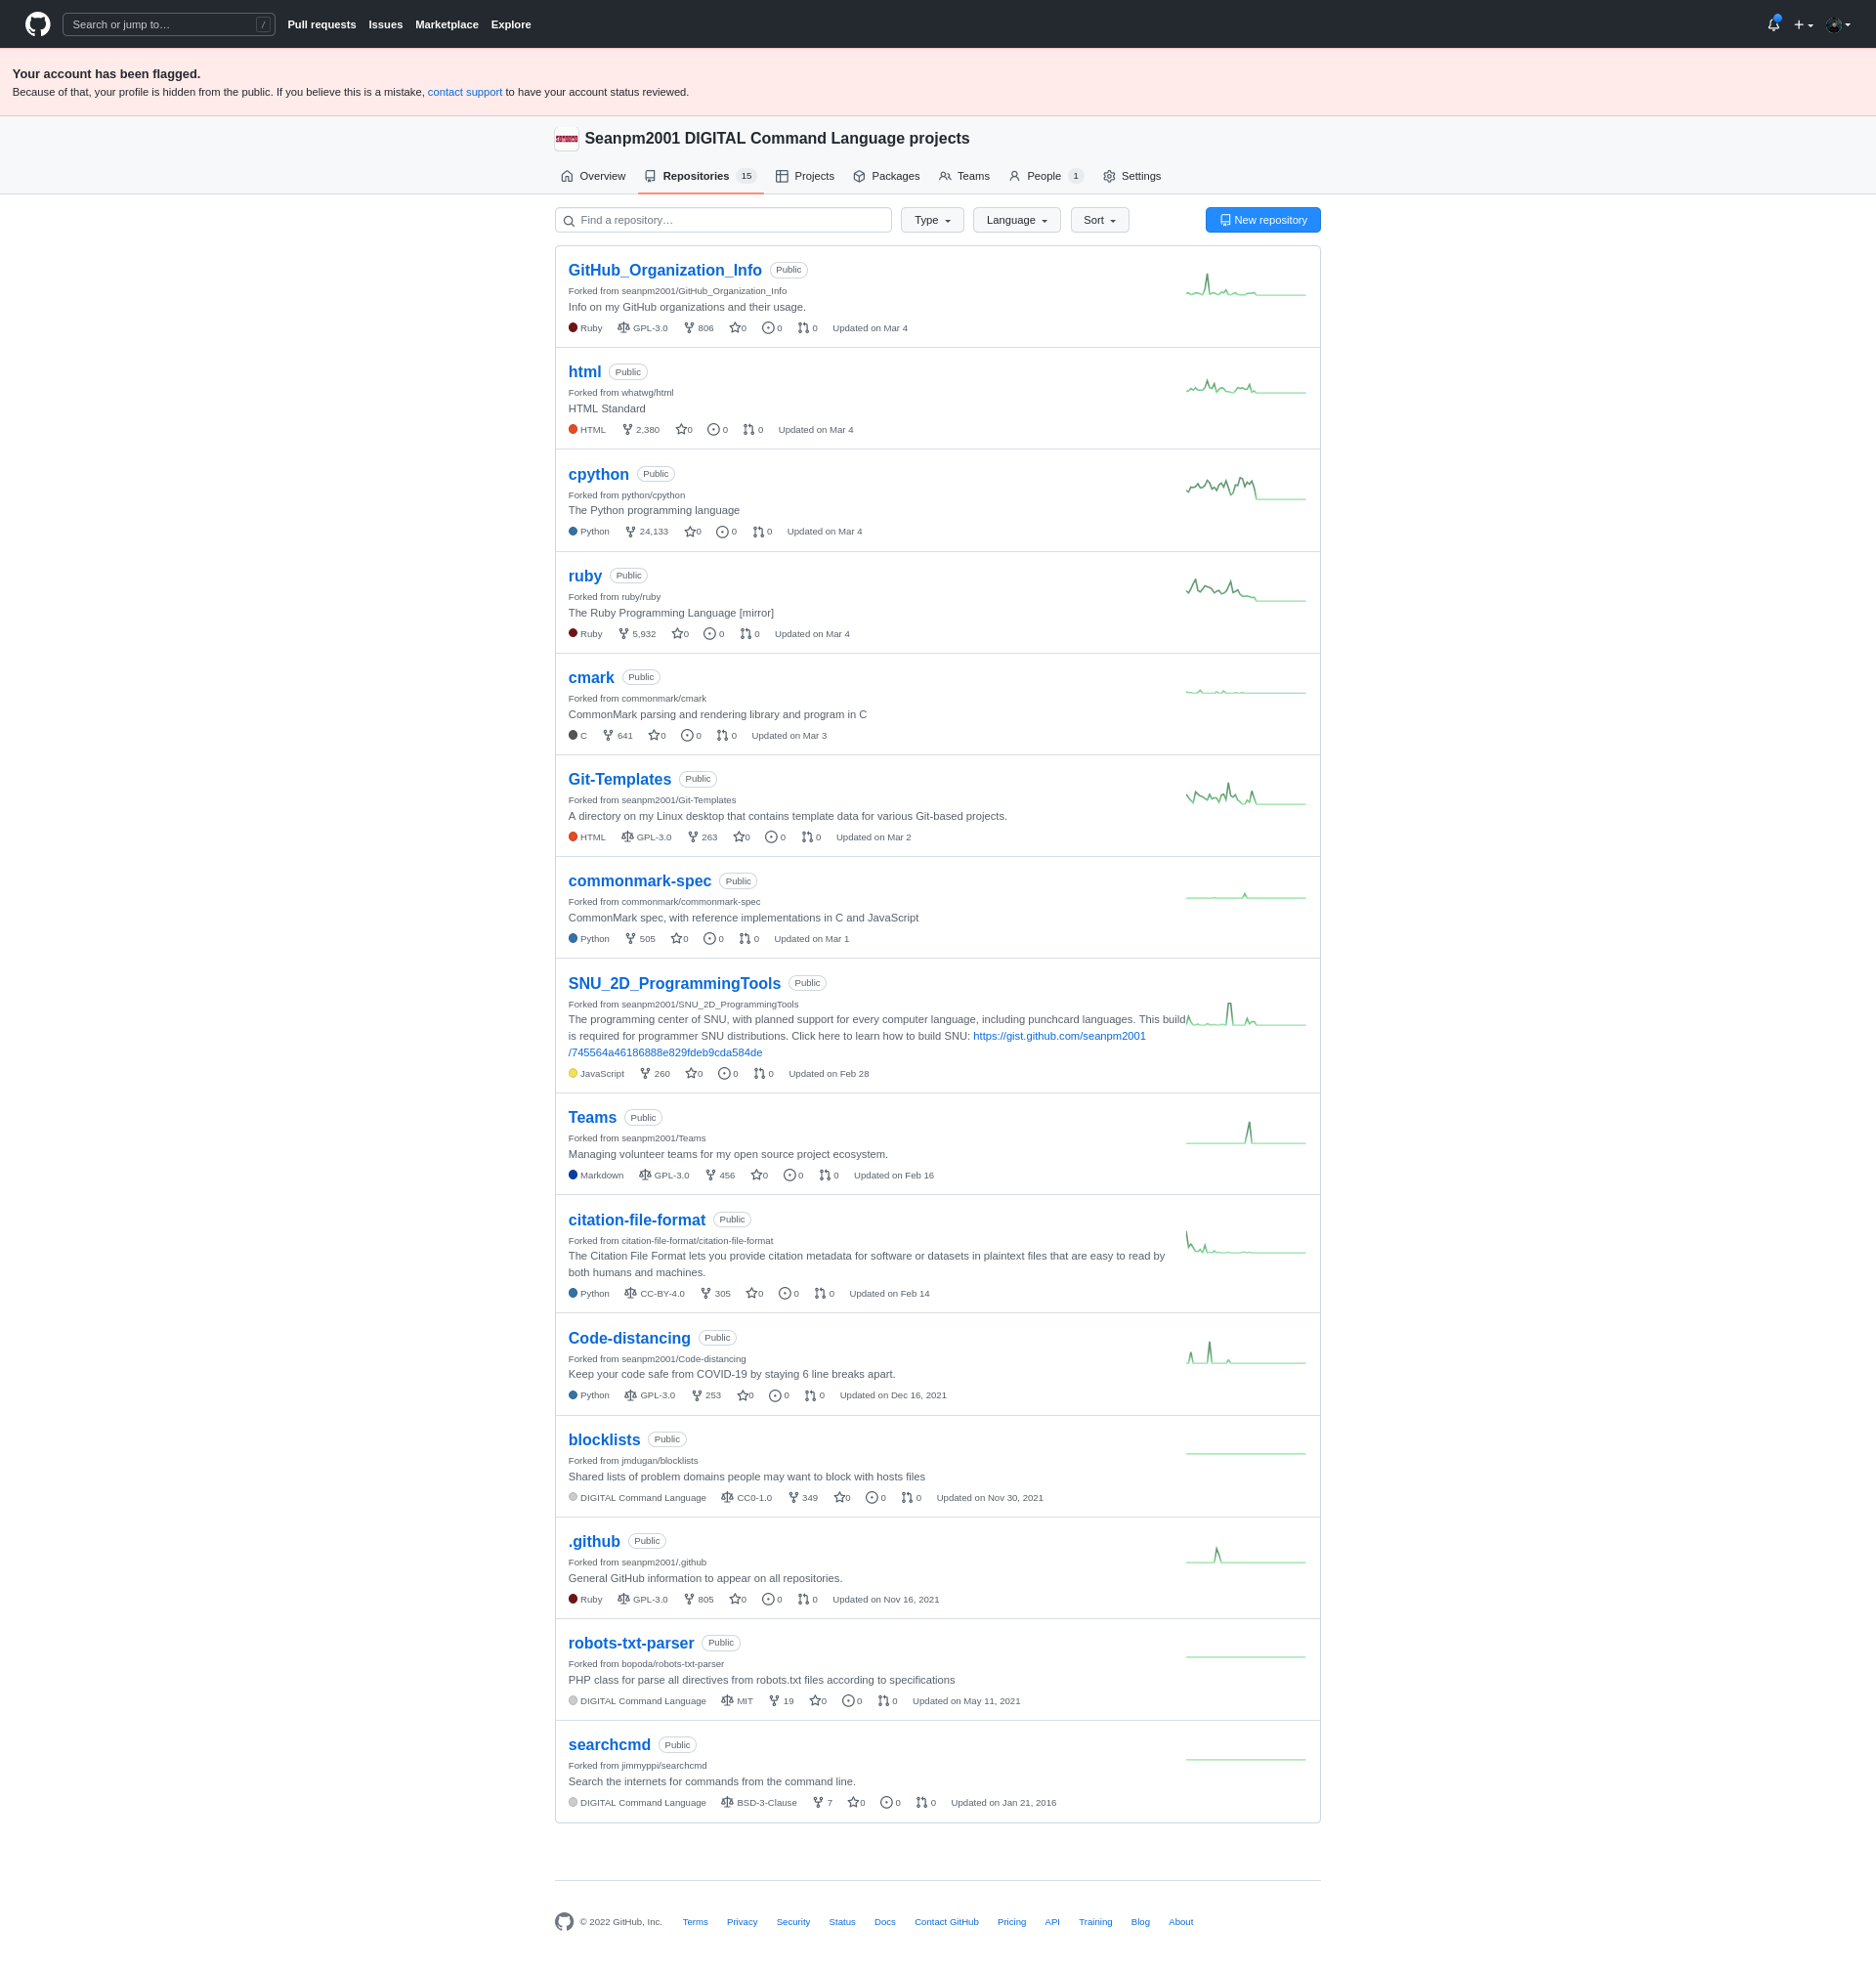 Search or jump to… /
Pull requests Issues Marketplace Explore
Your account has been flagged.
Because of that, your profile is hidden from the public. If you believe this is a mistake, contact support to have your account status reviewed.
Seanpm2001 DIGITAL Command Language projects
Overview Repositories 15 Projects Packages Teams People 1 Settings
Find a repository… Type Language Sort New repository
GitHub_Organization_Info Public
Forked from seanpm2001/GitHub_Organization_Info
Info on my GitHub organizations and their usage.
Ruby GPL-3.0 806 0 0 0 Updated on Mar 4
html Public
Forked from whatwg/html
HTML Standard
HTML 2,380 0 0 0 Updated on Mar 4
cpython Public
Forked from python/cpython
The Python programming language
Python 24,133 0 0 0 Updated on Mar 4
ruby Public
Forked from ruby/ruby
The Ruby Programming Language [mirror]
Ruby 5,932 0 0 0 Updated on Mar 4
cmark Public
Forked from commonmark/cmark
CommonMark parsing and rendering library and program in C
C 641 0 0 0 Updated on Mar 3
Git-Templates Public
Forked from seanpm2001/Git-Templates
A directory on my Linux desktop that contains template data for various Git-based projects.
HTML GPL-3.0 263 0 0 0 Updated on Mar 2
commonmark-spec Public
Forked from commonmark/commonmark-spec
CommonMark spec, with reference implementations in C and JavaScript
Python 505 0 0 0 Updated on Mar 1
SNU_2D_ProgrammingTools Public
Forked from seanpm2001/SNU_2D_ProgrammingTools
The programming center of SNU, with planned support for every computer language, including punchcard languages. This build
is required for programmer SNU distributions. Click here to learn how to build SNU: https://gist.github.com/seanpm2001
/745564a46186888e829fdeb9cda584de
JavaScript 260 0 0 0 Updated on Feb 28
Teams Public
Forked from seanpm2001/Teams
Managing volunteer teams for my open source project ecosystem.
Markdown GPL-3.0 456 0 0 0 Updated on Feb 16
citation-file-format Public
Forked from citation-file-format/citation-file-format
The Citation File Format lets you provide citation metadata for software or datasets in plaintext files that are easy to read by
both humans and machines.
Python CC-BY-4.0 305 0 0 0 Updated on Feb 14
Code-distancing Public
Forked from seanpm2001/Code-distancing
Keep your code safe from COVID-19 by staying 6 line breaks apart.
Python GPL-3.0 253 0 0 0 Updated on Dec 16, 2021
blocklists Public
Forked from jmdugan/blocklists
Shared lists of problem domains people may want to block with hosts files
DIGITAL Command Language CC0-1.0 349 0 0 0 Updated on Nov 30, 2021
.github Public
Forked from seanpm2001/.github
General GitHub information to appear on all repositories.
Ruby GPL-3.0 805 0 0 0 Updated on Nov 16, 2021
robots-txt-parser Public
Forked from bopoda/robots-txt-parser
PHP class for parse all directives from robots.txt files according to specifications
DIGITAL Command Language MIT 19 0 0 0 Updated on May 11, 2021
searchcmd Public
Forked from jimmyppi/searchcmd
Search the internets for commands from the command line.
DIGITAL Command Language BSD-3-Clause 7 0 0 0 Updated on Jan 21, 2016
© 2022 GitHub, Inc. Terms Privacy Security Status Docs Contact GitHub Pricing API Training Blog About